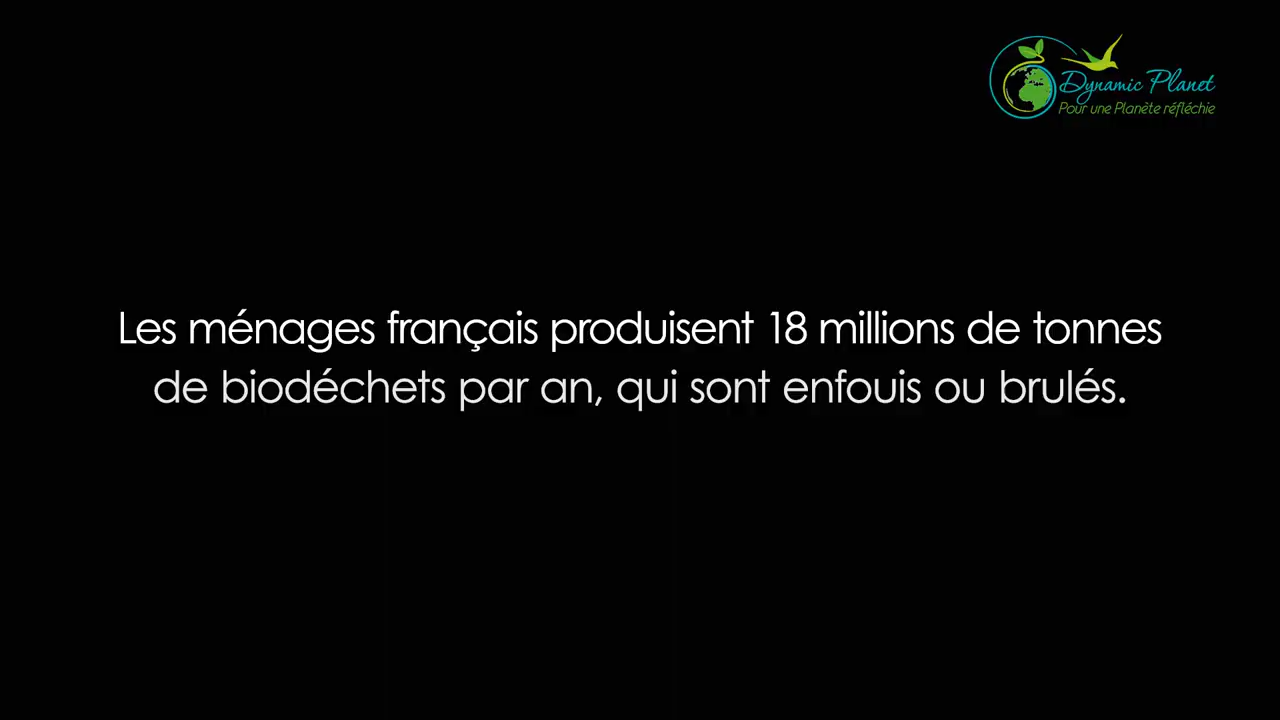 Dynamic Planet
Pour une Planète réfléchie
Les ménages français produisent 18 millions de tonnes
de biodéchets par an, qui sont enfouis ou brulés.